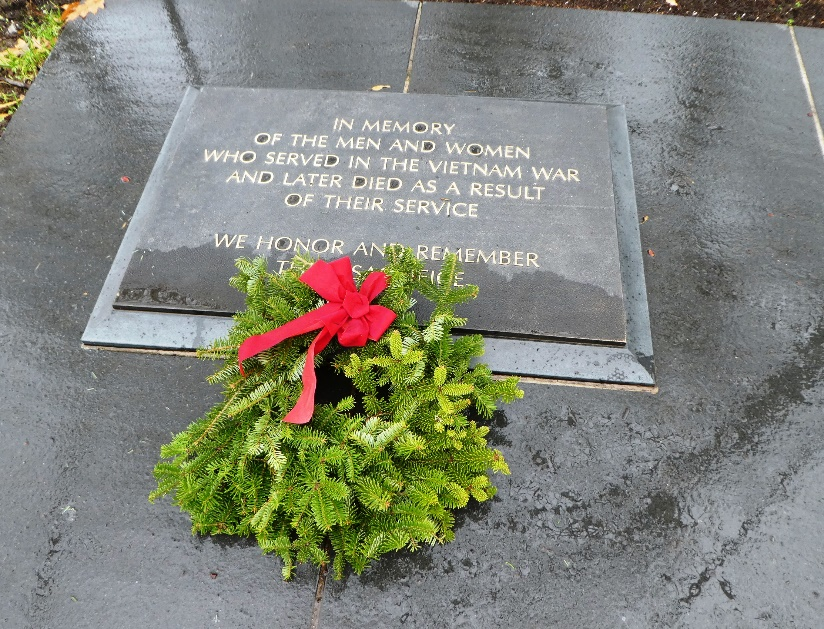 IN MEMORY
OF THE MEN AND WOMEN
WHO SERVED IN THE VIETNAM WAR
AND LATER DIED AS A RESULT
OF THEIR SERVICE
WE HONOR AND REMEMBER